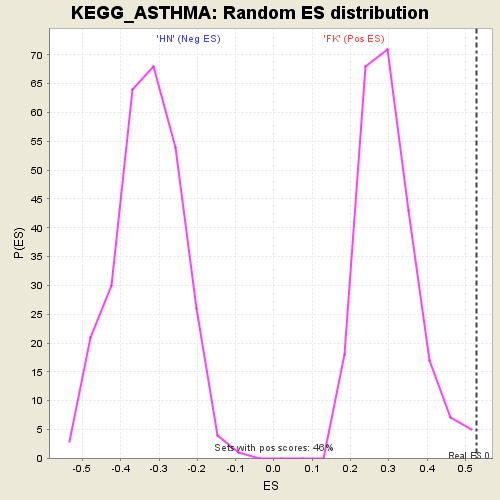 KEGG_ASTHMA: Random ES distribution
'HN' (Neg ES)
'FK' (Pos ES)
70
65
60
55
50
45
40
35
30
25
20
15
10
5
0
P(ES)
Sets with pos scores: 46%
Real ES 0
-0.5 -0.4 -0.3 -0.2 -0.1 0.0 0.1 0.2 0.3 0.4 0.5
ES